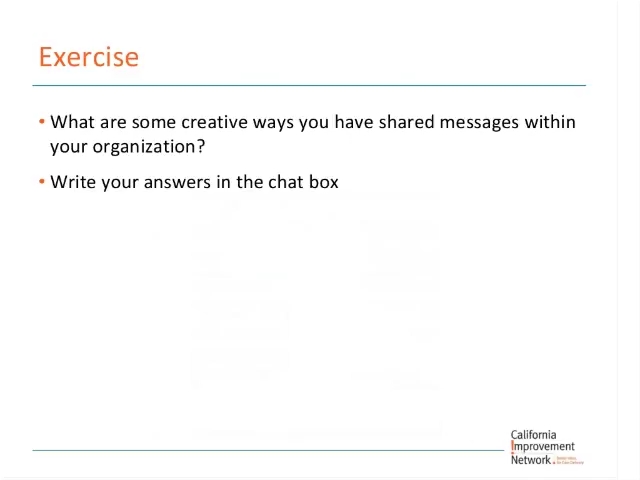 Exercise
• What are some creative ways you have shared messages within
your organization?
• Write your answers in the chat box
California
Improvement
Network